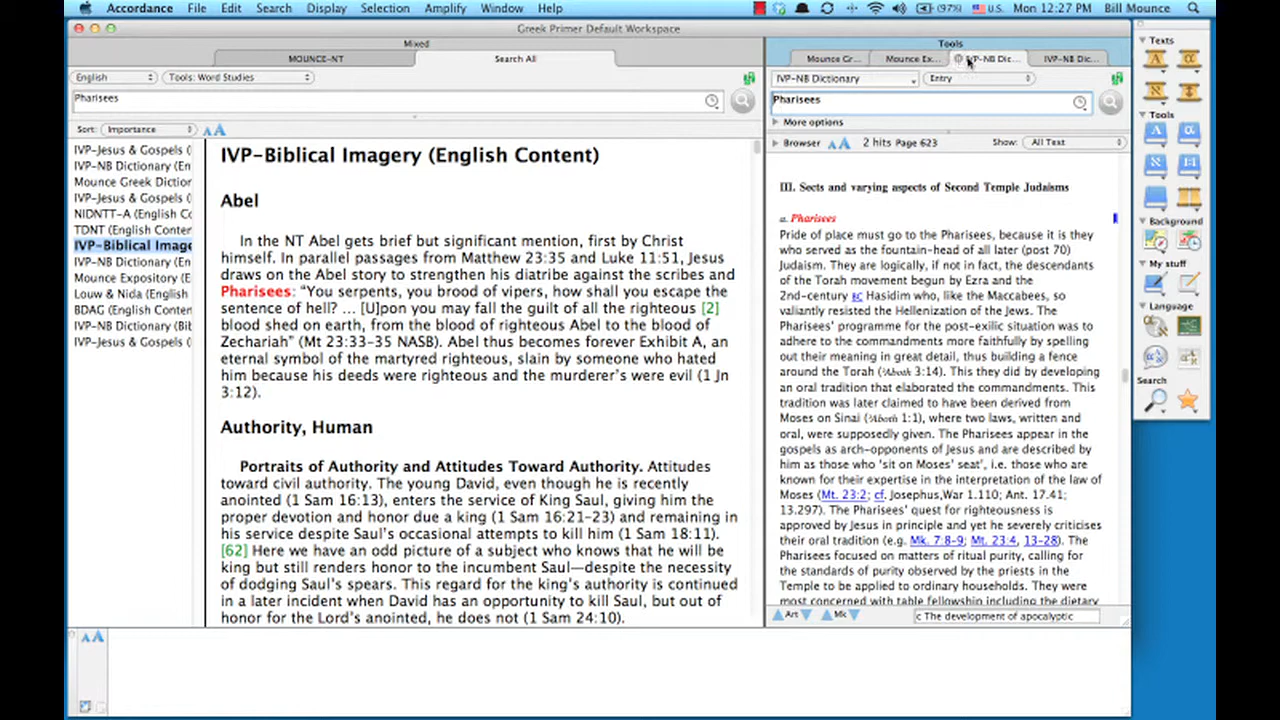 Accordance File Edit Search Display Selection Amplify Window Help
(97%) U.S. Mon 12:27 PM Bill Mounce
Greek Primer Default Workspace
Mixed
MOUNCE-NT Search All
English Tools: Word Studies
Pharisees
Sort: Importance AA
IVP-Jesus & Gospels (
IVP-NB Dictionary (En
Mounce Greek Diction
IVP-Jesus & Gospels (
NIDNTT-A (English Cc
TDNT (English Conter
IVP-Biblical Image
IVP-NB Dictionary (En
Mounce Expository (E
Louw & Nida (English
BDAG (English Conter
IVP-NB Dictionary (Bib
IVP-Jesus & Gospels (
IVP-Biblical Imagery (English Content)
Abel
In the NT Abel gets brief but significant mention, first by Christ
himself. In parallel passages from Matthew 23:35 and Luke 11:51, Jesus
draws on the Abel story to strengthen his diatribe against the scribes and
Pharisees: “You serpents, you brood of vipers, how shall you escape the
sentence of hell? … [U]pon you may fall the guilt of all the righteous [2]
blood shed on earth, from the blood of righteous Abel to the blood of
Zechariah” (Mt 23:33–35 NASB). Abel thus becomes forever Exhibit A, an
eternal symbol of the martyred righteous, slain by someone who hated
him because his deeds were righteous and the murderer’s were evil (1 Jn
3:12).
Authority, Human
Portraits of Authority and Attitudes Toward Authority. Attitudes
toward civil authority. The young David, even though he is recently
anointed (1 Sam 16:13), enters the service of King Saul, giving him the
proper devotion and honor due a king (1 Sam 16:21–23) and remaining in
his service despite Saul’s occasional attempts to kill him (1 Sam 18:11).
[62] Here we have an odd picture of a subject who knows that he will be
king but still renders honor to the incumbent Saul—despite the necessity
of dodging Saul’s spears. This regard for the king’s authority is continued
in a later incident when David has an opportunity to kill Saul, but out of
honor for the Lord’s anointed, he does not (1 Sam 24:10).
AA
Tools
Mounce Gr... Mounce Ex... IVP-NB Dic... IVP-NB Dic...
IVP-NB Dictionary Entry
Pharisees
More options
Browser AA 2 hits Page 623 Show: All Text
III. Sects and varying aspects of Second Temple Judaisms
a. Pharisees
Pride of place must go to the Pharisees, because it is they
who served as the fountain-head of all later (post 70)
Judaism. They are logically, if not in fact, the descendants
of the Torah movement begun by Ezra and the
2nd-century BC Hasidim who, like the Maccabees, so
valiantly resisted the Hellenization of the Jews. The
Pharisees’ programme for the post-exilic situation was to
adhere to the commandments more faithfully by spelling
out their meaning in great detail, thus building a fence
around the Torah (’Aboth 3:14). This they did by developing
an oral tradition that elaborated the commandments. This
tradition was later claimed to have been derived from
Moses on Sinai (’Aboth 1:1), where two laws, written and
oral, were supposedly given. The Pharisees appear in the
gospels as arch-opponents of Jesus and are described by
him as those who ‘sit on Moses’ seat’, i.e. those who are
known for their expertise in the interpretation of the law of
Moses (Mt. 23:2; cf. Josephus,War 1.110; Ant. 17.41;
13.297). The Pharisees’ quest for righteousness is
approved by Jesus in principle and yet he severely criticises
their oral tradition (e.g. Mk. 7:8-9; Mt. 23:4, 13-28). The
Pharisees focused on matters of ritual purity, calling for
the standards of purity observed by the priests in the
Temple to be applied to ordinary households. They were
most concerned with table fellowship including the dietary
Art Mk c The development of apocalyptic
Texts
Tools
Background
My stuff
Language
Search